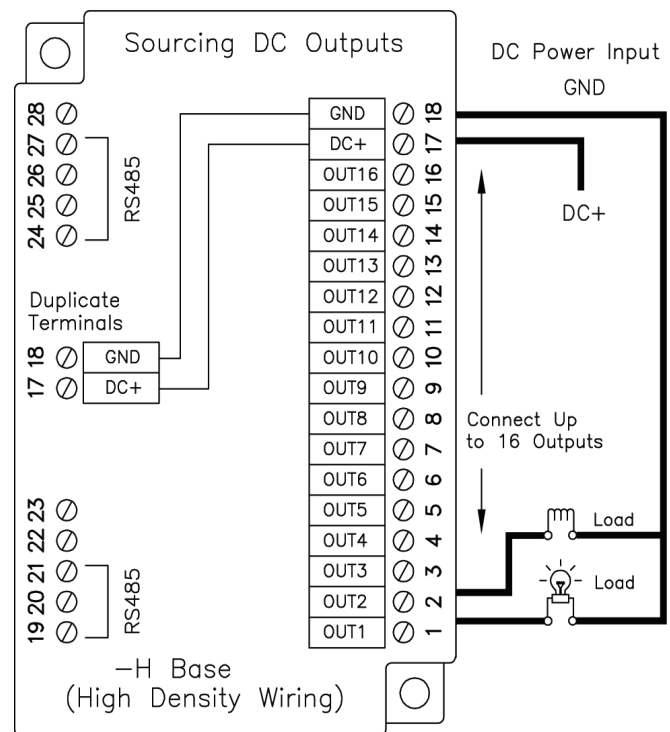 Sourcing DC Outputs
DC Power Input
GND
DC+
28
27
26
25
24
RS485
Duplicate
Terminals
18 GND
17 DC+
23
22
21
20
19
RS485
GND 18
DC+ 17
OUT16 16
OUT15 15
OUT14 14
OUT13 13
OUT12 12
OUT11 11
OUT10 10
OUT9 9
OUT8 8
OUT7 7
OUT6 6
OUT5 5
OUT4 4
OUT3 3
OUT2 2
OUT1 1
Connect Up
to 16 Outputs
Load
Load
-H Base
(High Density Wiring)